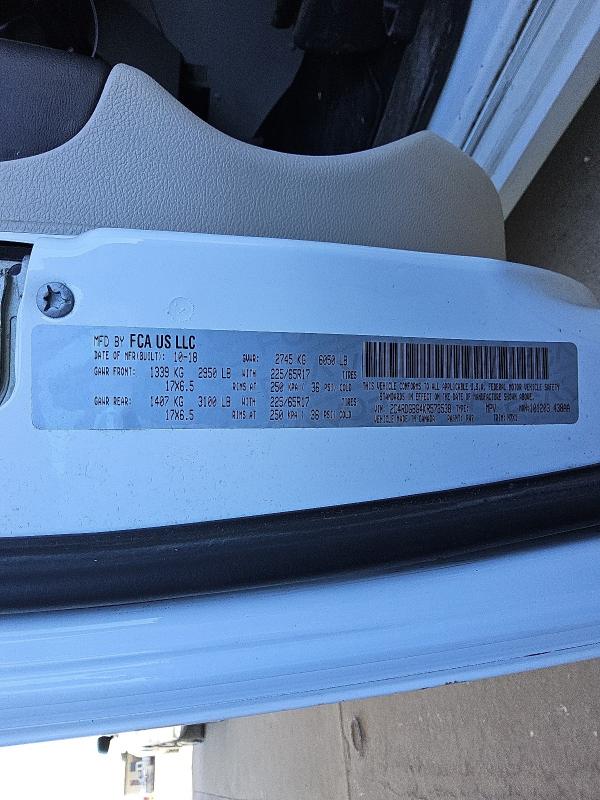 MFD BY FCA US LLC
DATE OF MFR(BUILT): 10-18 GVWR: 2745 KG 6050 LB
GAWR FRONT: 1339 KG 2950 LB WITH 225/65R17 TIRES
17X6.5 RIMS AT 250 KPA( 36 PSI COLD
GAWR REAR: 1407 KG 3100 LB WITH 225/65R17 TIRES
17X6.5 RIMS AT 250 KPA( 36 PSI COLD
THIS VEHICLE CONFORMS TO ALL APPLICABLE U.S.A. FEDERAL MOTOR VEHICLE SAFETY
STANDARDS IN EFFECT ON THE DATE OF MANUFACTURE SHOWN ABOVE.
VIN: TYPE: MPV
VEHICLE MADE IN CANADA PAINT: PW7 TRIM: